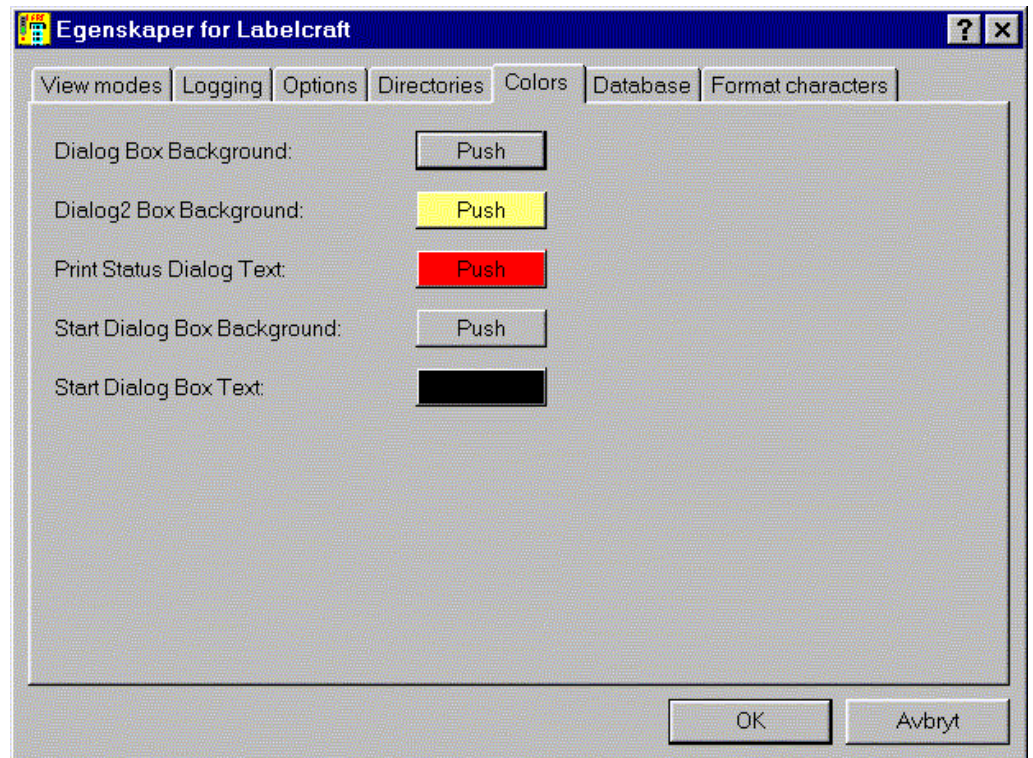 Egenskaper for Labelcraft
View modes Logging Options Directories Colors Database Format characters
Dialog Box Background: Push
Dialog2 Box Background: Push
Print Status Dialog Text: Push
Start Dialog Box Background: Push
Start Dialog Box Text:
OK Avbryt